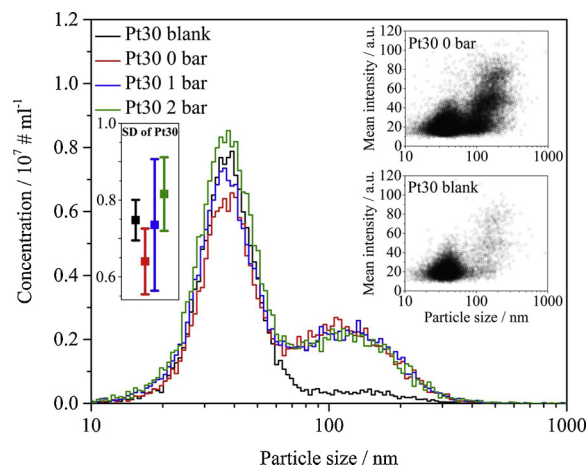 Pt30 blank
Pt30 0 bar
Pt30 1 bar
Pt30 2 bar
SD of Pt30
0.9
0.8
0.7
0.6
Concentration / 10⁷ # ml⁻¹
1.2
1.0
0.8
0.6
0.4
0.2
0.0
10
100
1000
Particle size / nm
Pt30 0 bar
Mean intensity / a.u.
120
100
80
60
40
20
0
10
100
1000
Pt30 blank
Mean intensity / a.u.
120
100
80
60
40
20
0
10
100
1000
Particle size / nm